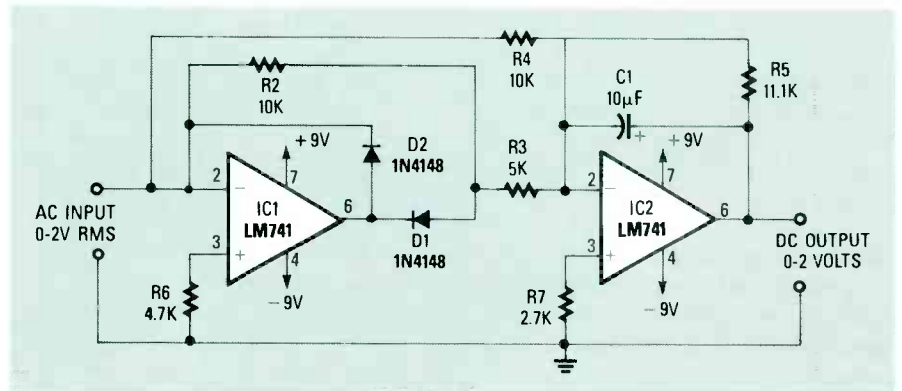 R4
10K
R2
10K
C1
10µF
+
R5
11.1K
D2
1N4148
+9V
+9V
R3
5K
2
−
7
IC1
LM741
6
2
−
7
IC2
LM741
6
AC INPUT
0-2V RMS
3
+
4
−9V
D1
1N4148
3
+
4
−9V
DC OUTPUT
0-2 VOLTS
R6
4.7K
R7
2.7K